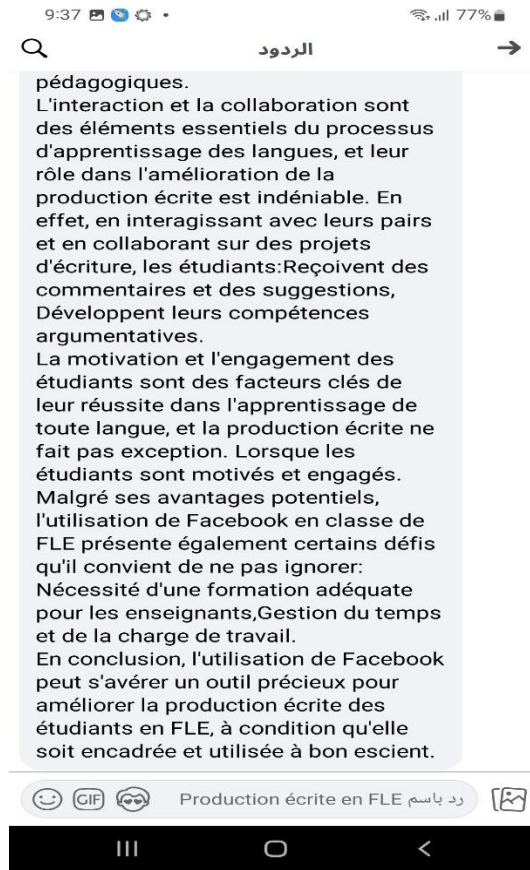 9:37
77%
الردود
pédagogiques.
L'interaction et la collaboration sont
des éléments essentiels du processus
d'apprentissage des langues, et leur
rôle dans l'amélioration de la
production écrite est indéniable. En
effet, en interagissant avec leurs pairs
et en collaborant sur des projets
d'écriture, les étudiants:Reçoivent des
commentaires et des suggestions,
Développent leurs compétences
argumentatives.
La motivation et l'engagement des
étudiants sont des facteurs clés de
leur réussite dans l'apprentissage de
toute langue, et la production écrite ne
fait pas exception. Lorsque les
étudiants sont motivés et engagés.
Malgré ses avantages potentiels,
l'utilisation de Facebook en classe de
FLE présente également certains défis
qu'il convient de ne pas ignorer:
Nécessité d'une formation adéquate
pour les enseignants,Gestion du temps
et de la charge de travail.
En conclusion, l'utilisation de Facebook
peut s'avérer un outil précieux pour
améliorer la production écrite des
étudiants en FLE, à condition qu'elle
soit encadrée et utilisée à bon escient.
GIF
رد باسم Production écrite en FLE